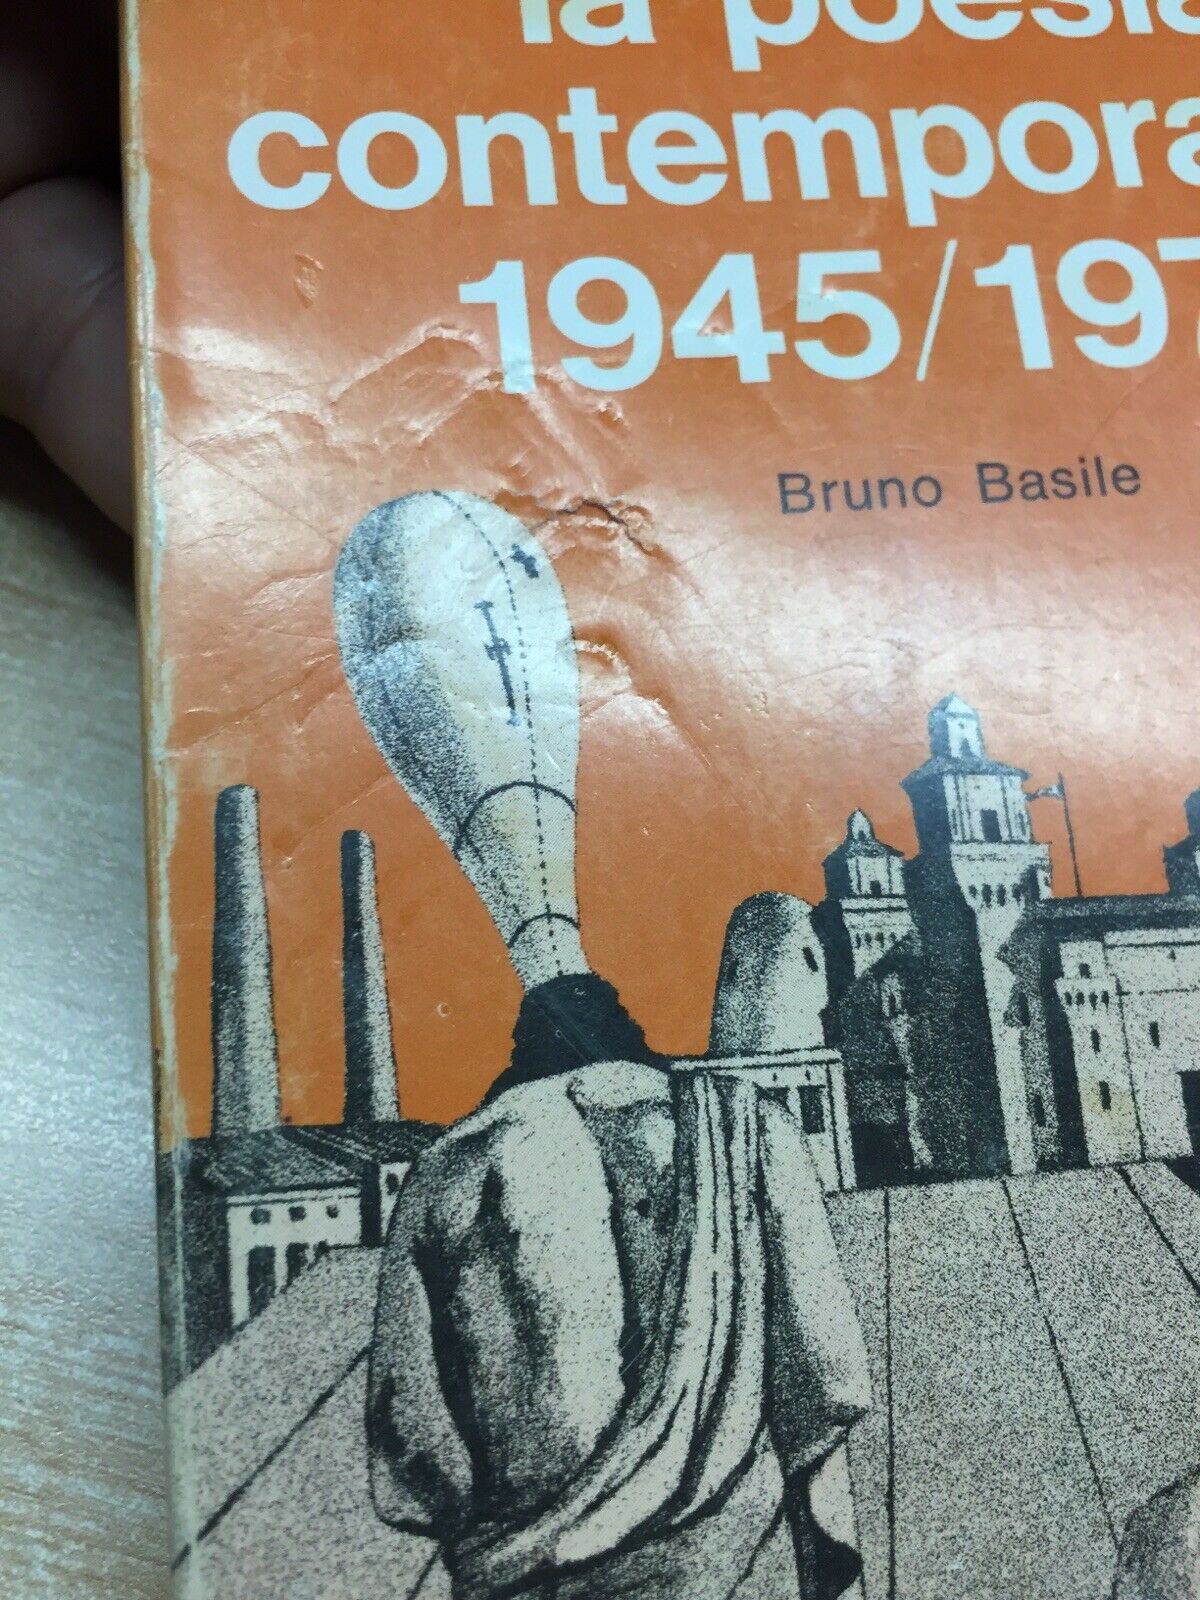 la poesia
contempora
1945/197
Bruno Basile